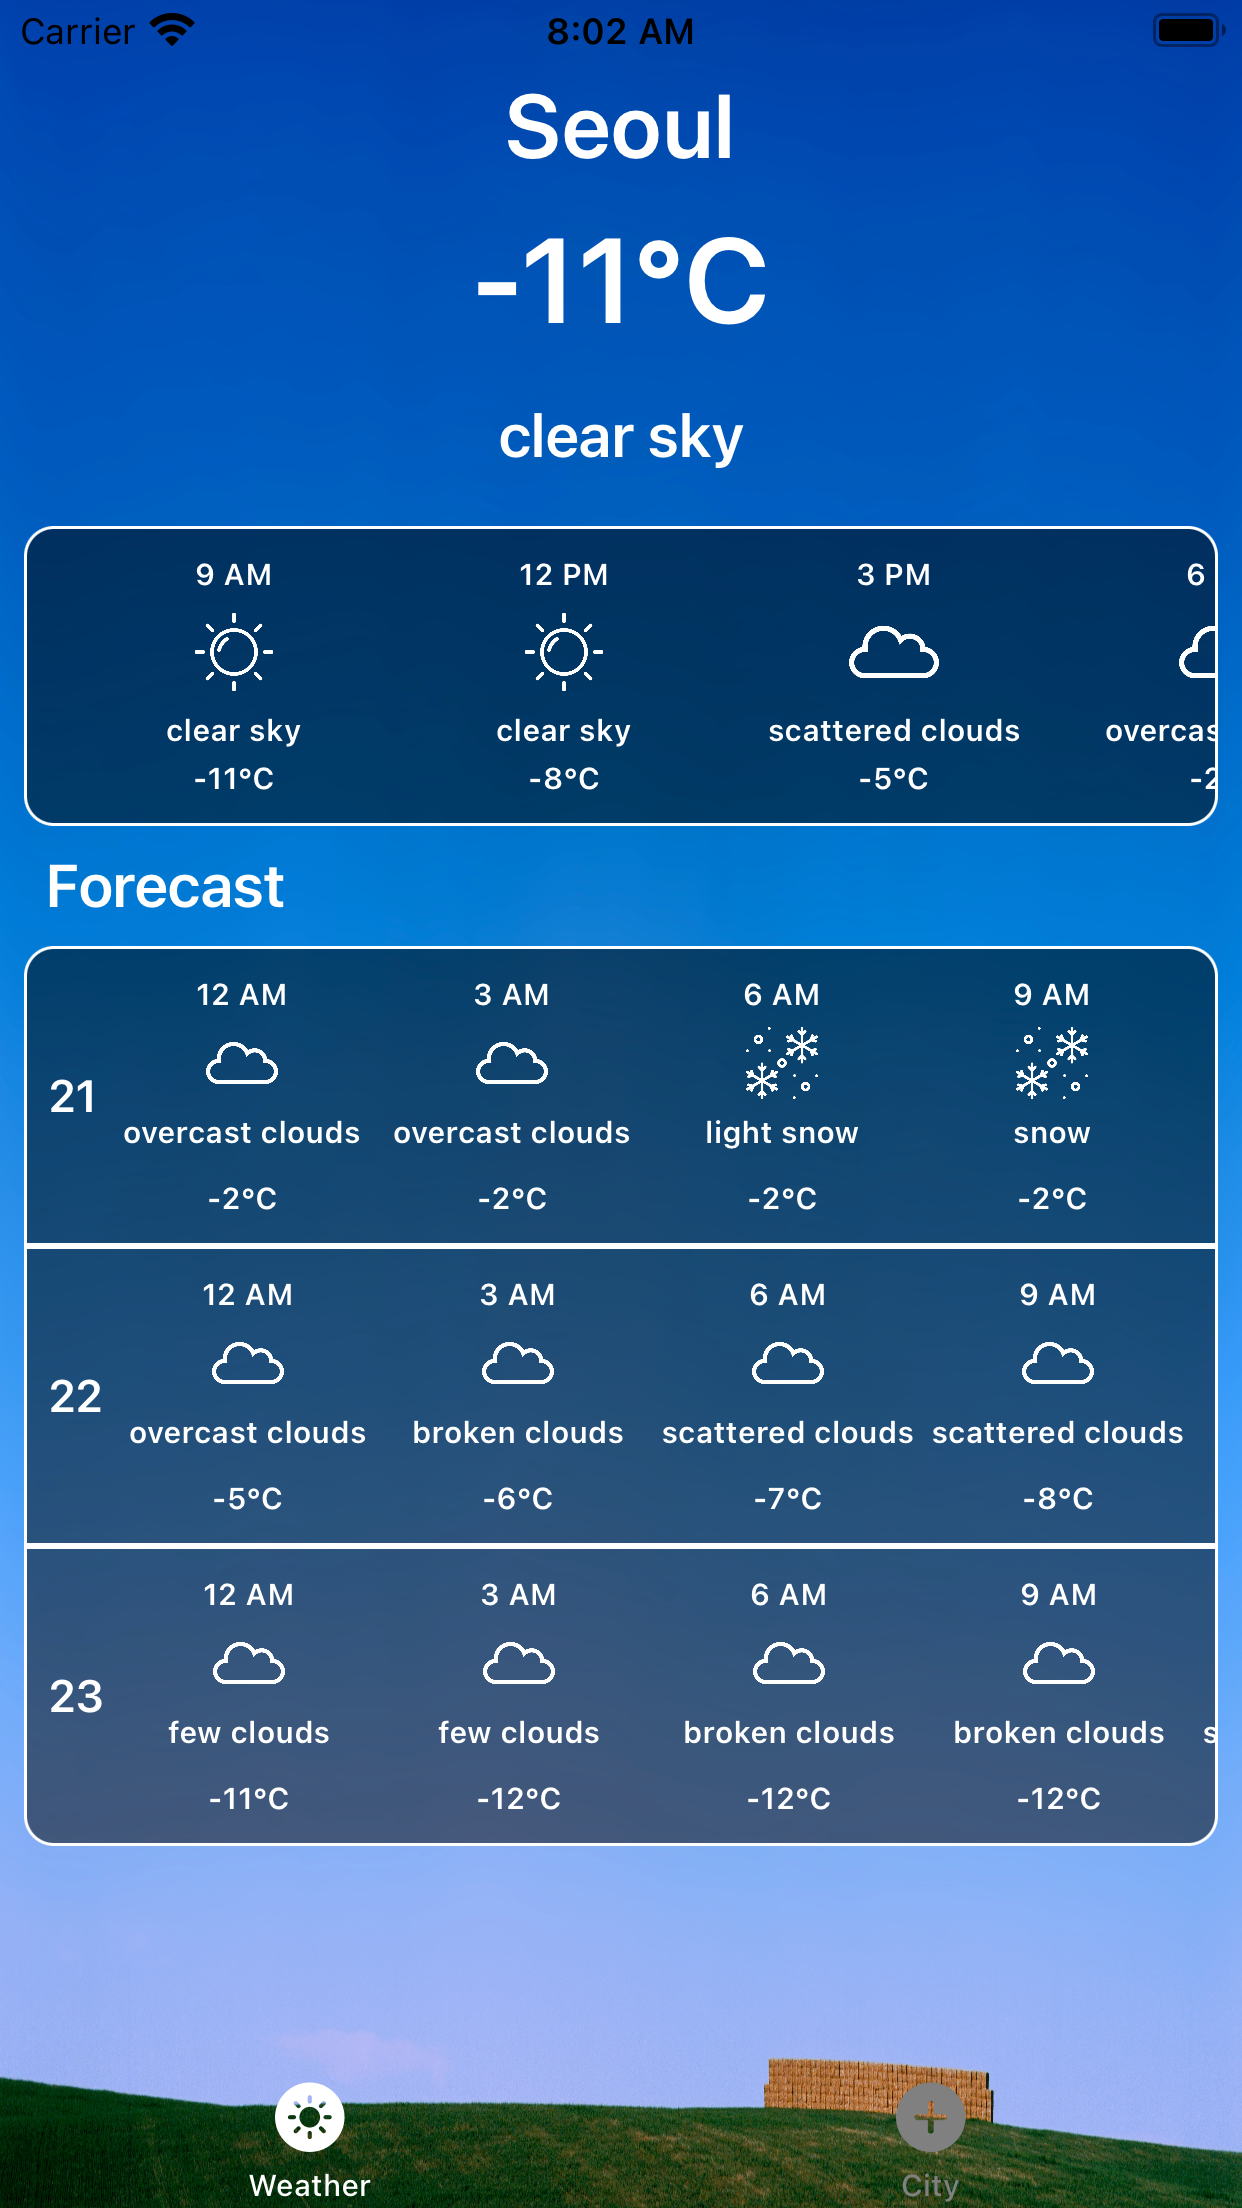 Carrier 8:02 AM
Seoul
-11°C
clear sky
9 AM 12 PM 3 PM 6
clear sky clear sky scattered clouds overcas
-11°C -8°C -5°C -2
Forecast
12 AM 3 AM 6 AM 9 AM
21
overcast clouds overcast clouds light snow snow
-2°C -2°C -2°C -2°C
12 AM 3 AM 6 AM 9 AM
22
overcast clouds broken clouds scattered clouds scattered clouds
-5°C -6°C -7°C -8°C
12 AM 3 AM 6 AM 9 AM
23
few clouds few clouds broken clouds broken clouds s
-11°C -12°C -12°C -12°C
Weather City